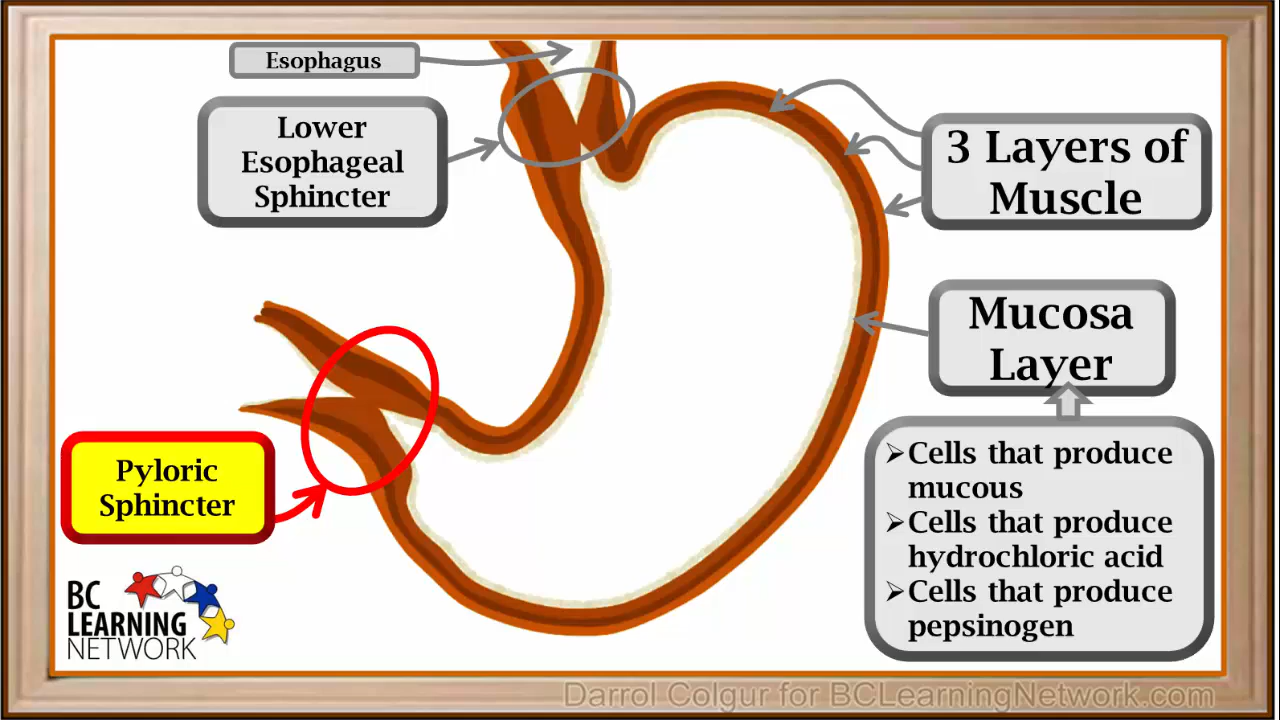 Esophagus
Lower
Esophageal
Sphincter
3 Layers of
Muscle
Mucosa
Layer
Pyloric
Sphincter
➢Cells that produce
mucous
➢Cells that produce
hydrochloric acid
➢Cells that produce
pepsinogen
BC
LEARNING
NETWORK
Darrol Colgur for BCLearningNetwork.com